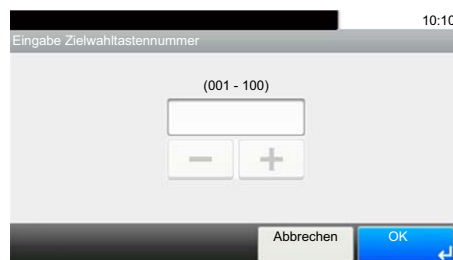 10:10
Eingabe Zielwahltastennummer
(001 - 100)
Abbrechen
OK